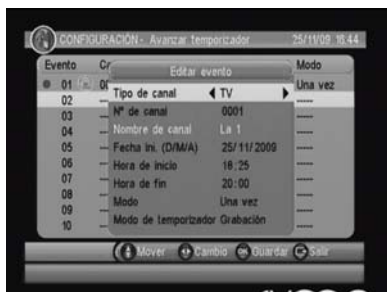 CONFIGURACIÓN - Avanzar temporizador 25/11/09 18:44
Evento Modo
Editar evento
01 Una vez
Tipo de canal TV
02
Nº de canal 0001
03
Nombre de canal La 1
04
Fecha Ini. (D/M/A) 25/11/2009
05
Hora de inicio 18:25
06
Hora de fin 20:00
07
Modo Una vez
08
Modo de temporizador Grabación
09
10
Mover Cambio OK Guardar Salir